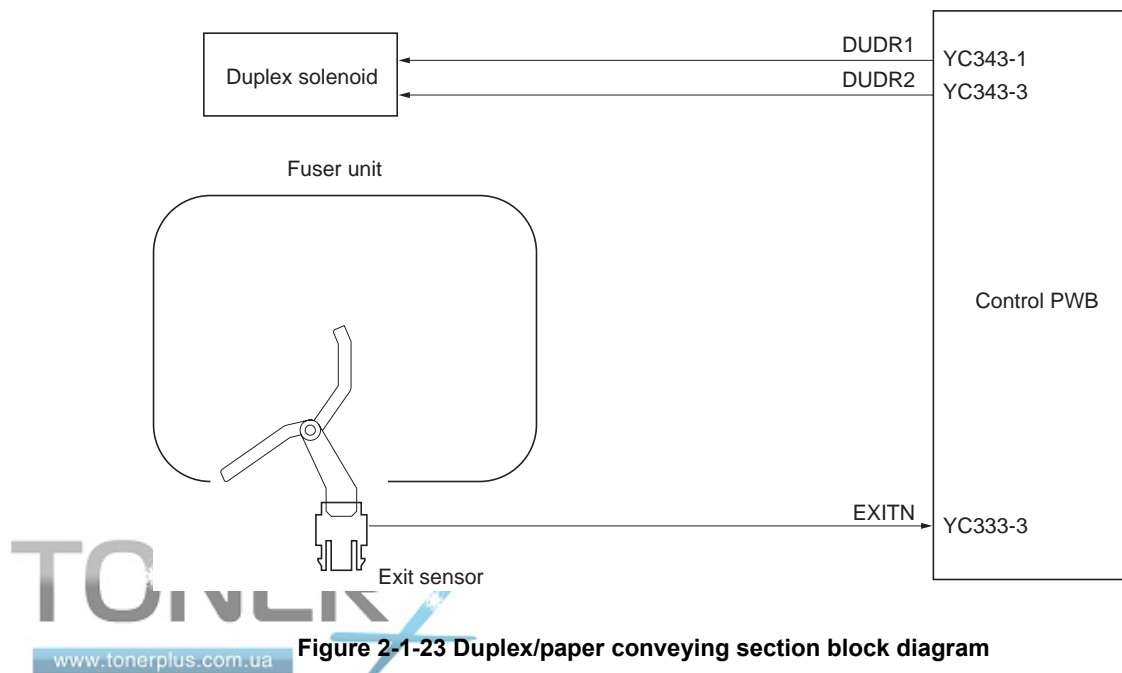 DUDR1
YC343-1
Duplex solenoid
DUDR2
YC343-3
Fuser unit
Control PWB
EXITN
YC333-3
Exit sensor
TONER
www.tonerplus.com.ua
Figure 2-1-23 Duplex/paper conveying section block diagram